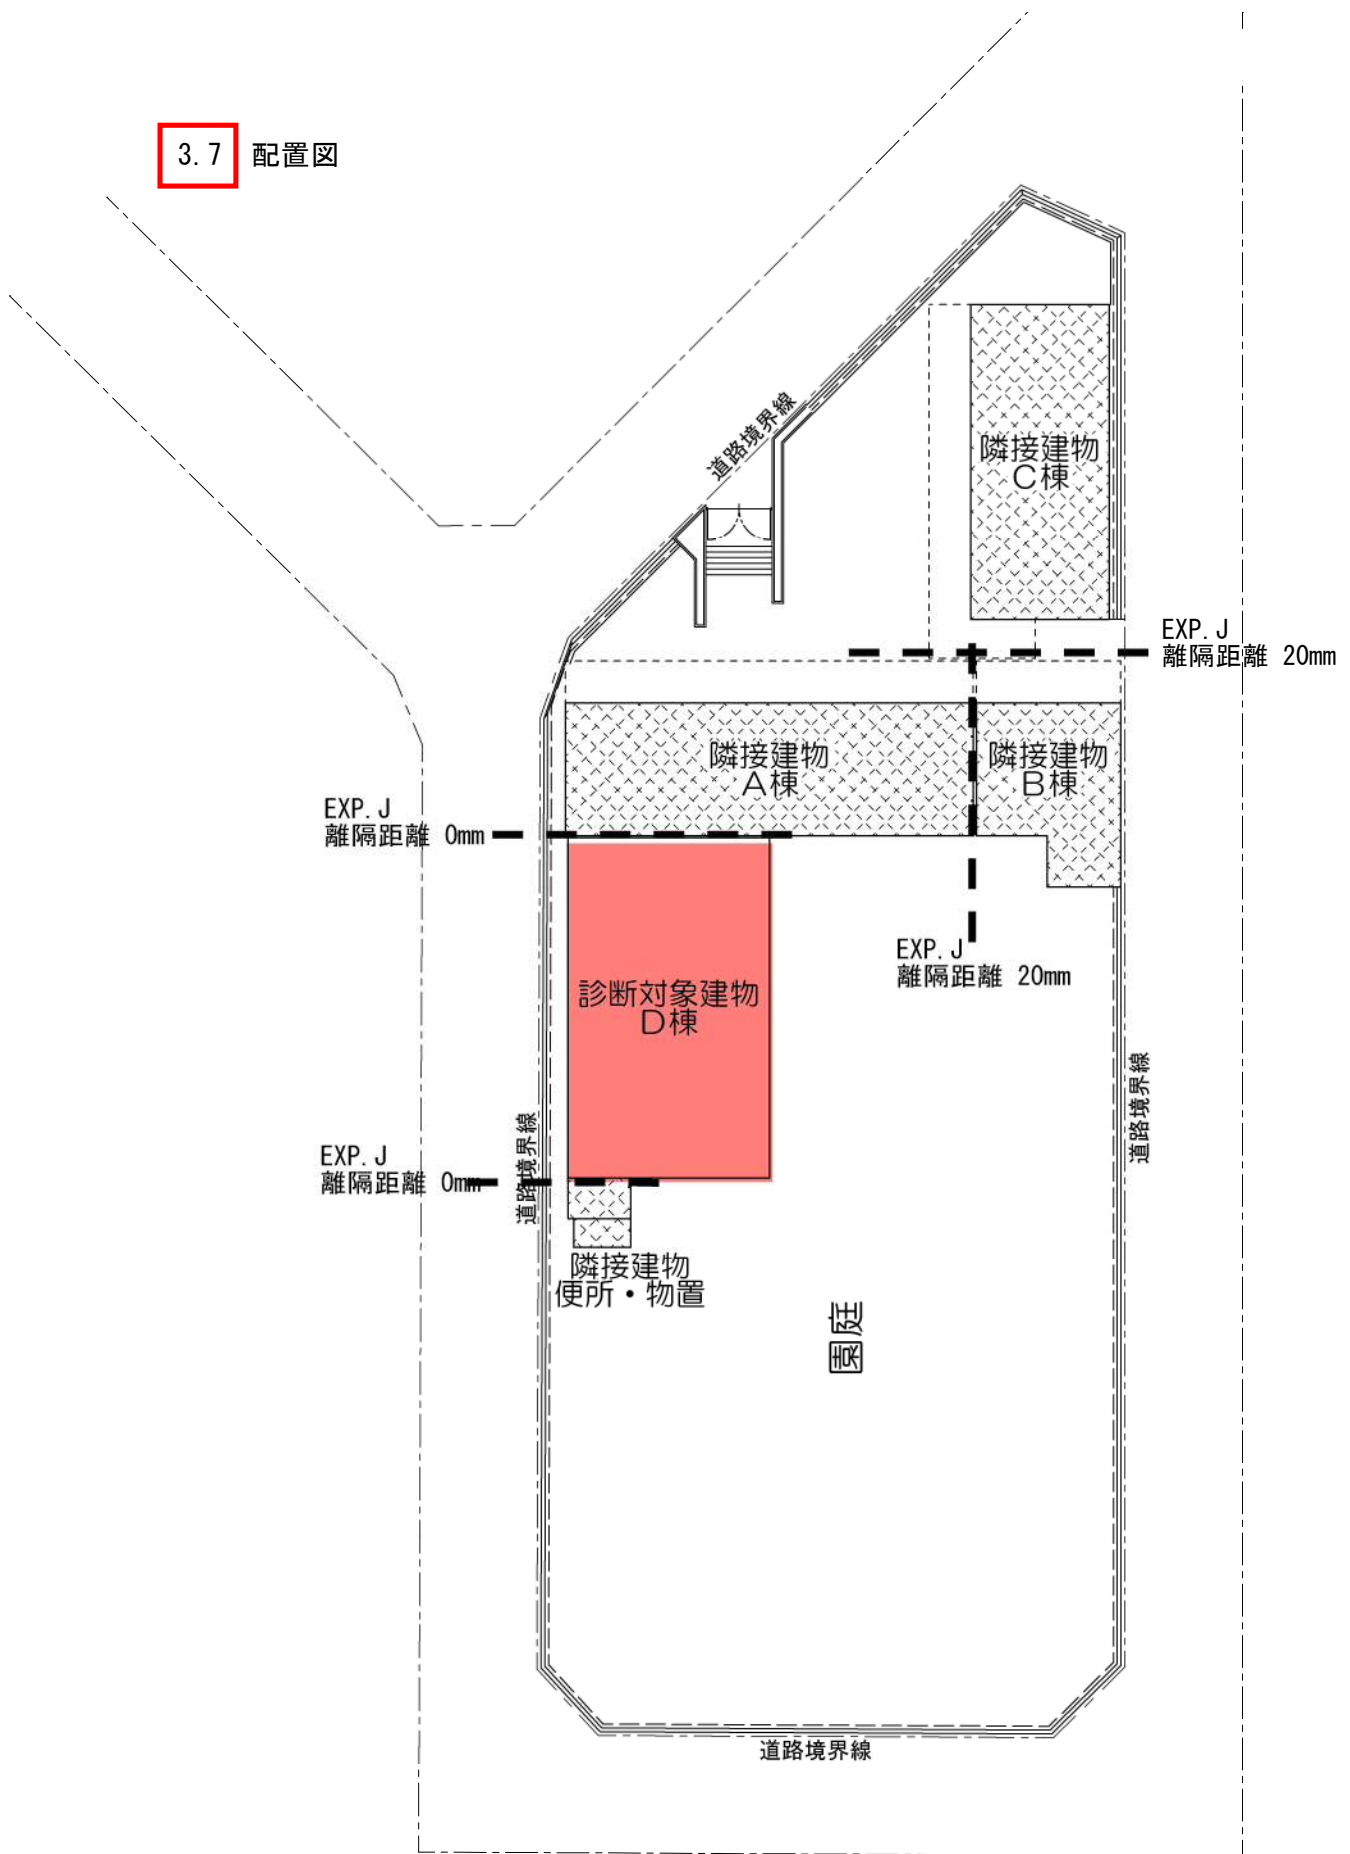 3.7 配置図
道路境界線
隣接建物
C棟
EXP.J
離隔距離 20mm
隣接建物
A棟
隣接建物
B棟
EXP.J
離隔距離 0mm
EXP.J
離隔距離 20mm
診断対象建物
D棟
道路境界線
EXP.J
離隔距離 0mm
道路境界線
隣接建物
便所・物置
園庭
道路境界線